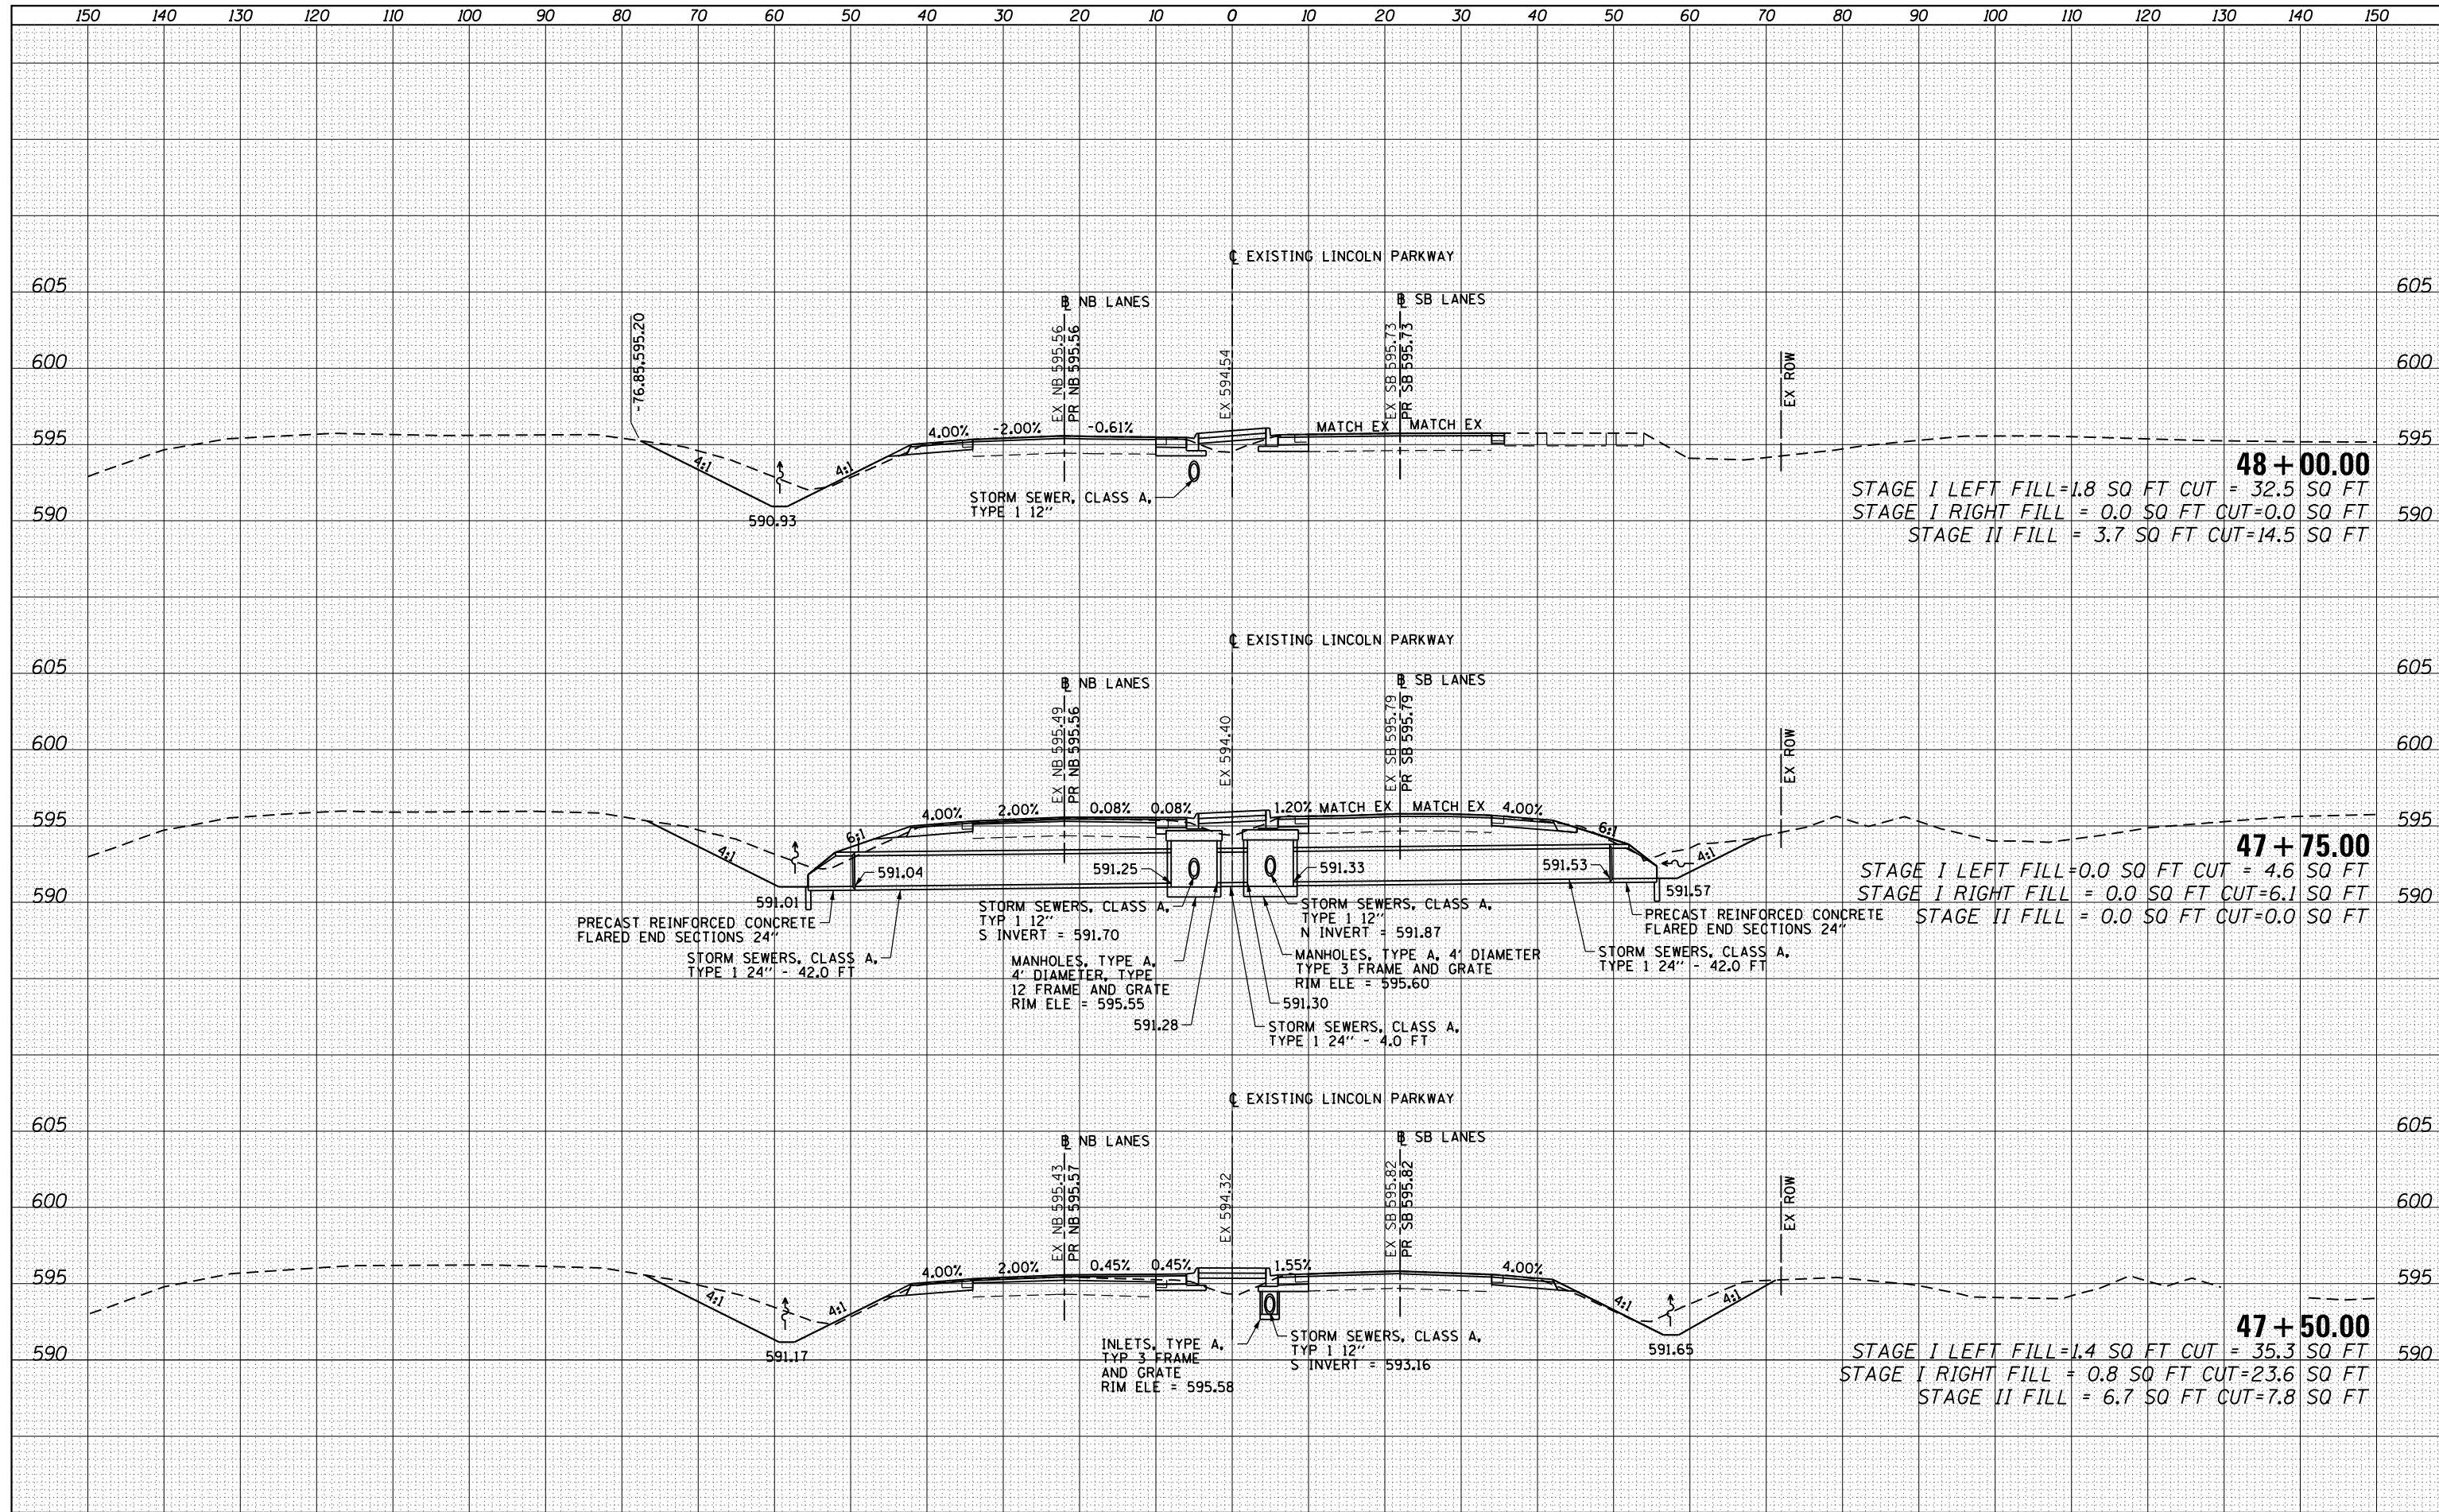 150 140 130 120 110 100 90 80 70 60 50 40 30 20 10 0 10 20 30 40 50 60 70 80 90 100 110 120 130 140 150
℄ EXISTING LINCOLN PARKWAY
605 605
NB LANES
SB LANES
-76.85,595.20
EX NB 595.56
PR NB 595.56
EX 594.54
EX SB 595.73
PR SB 595.73
EX ROW
600 600
4.00% -2.00% -0.61% MATCH EX MATCH EX
595 595
4:1 4:1
48+00.00
STORM SEWER, CLASS A,
TYPE 1 12"
590.93
STAGE I LEFT FILL=1.8 SQ FT CUT = 32.5 SQ FT
STAGE I RIGHT FILL = 0.0 SQ FT CUT=0.0 SQ FT
590 590
STAGE II FILL = 3.7 SQ FT CUT=14.5 SQ FT
℄ EXISTING LINCOLN PARKWAY
605 605
NB LANES
SB LANES
EX NB 595.49
PR NB 595.56
EX 594.40
EX SB 595.79
PR SB 595.79
EX ROW
600 600
4.00% 2.00% 0.08% 0.08% 1.20% MATCH EX MATCH EX 4.00%
595 595
4:1 6:1 6:1 4:1
47+75.00
591.04 591.25 591.33 591.53
STAGE I LEFT FILL=0.0 SQ FT CUT = 4.6 SQ FT
STAGE I RIGHT FILL = 0.0 SQ FT CUT=6.1 SQ FT
STAGE II FILL = 0.0 SQ FT CUT=0.0 SQ FT
590 590
591.01 591.57
PRECAST REINFORCED CONCRETE
FLARED END SECTIONS 24"
STORM SEWERS, CLASS A,
TYPE 1 24" - 42.0 FT
STORM SEWERS, CLASS A,
TYP 1 12"
S INVERT = 591.70
STORM SEWERS, CLASS A,
TYPE 1 12"
N INVERT = 591.87
PRECAST REINFORCED CONCRETE
FLARED END SECTIONS 24"
STORM SEWERS, CLASS A,
TYPE 1 24" - 42.0 FT
MANHOLES, TYPE A,
4' DIAMETER, TYPE
12 FRAME AND GRATE
RIM ELE = 595.55
MANHOLES, TYPE A, 4' DIAMETER
TYPE 3 FRAME AND GRATE
RIM ELE = 595.60
591.30
591.28
STORM SEWERS, CLASS A,
TYPE 1 24" - 4.0 FT
℄ EXISTING LINCOLN PARKWAY
605 605
NB LANES
SB LANES
EX NB 595.43
PR NB 595.57
EX 594.32
EX SB 595.82
PR SB 595.82
EX ROW
600 600
4.00% 2.00% 0.45% 0.45% 1.55% 4.00%
595 595
4:1 4:1 4:1 4:1
47+50.00
591.17 591.65
INLETS, TYPE A,
TYP 3 FRAME
AND GRATE
RIM ELE = 595.58
STORM SEWERS, CLASS A,
TYP 1 12"
S INVERT = 593.16
590 590
STAGE I LEFT FILL=1.4 SQ FT CUT = 35.3 SQ FT
STAGE I RIGHT FILL = 0.8 SQ FT CUT=23.6 SQ FT
STAGE II FILL = 6.7 SQ FT CUT=7.8 SQ FT